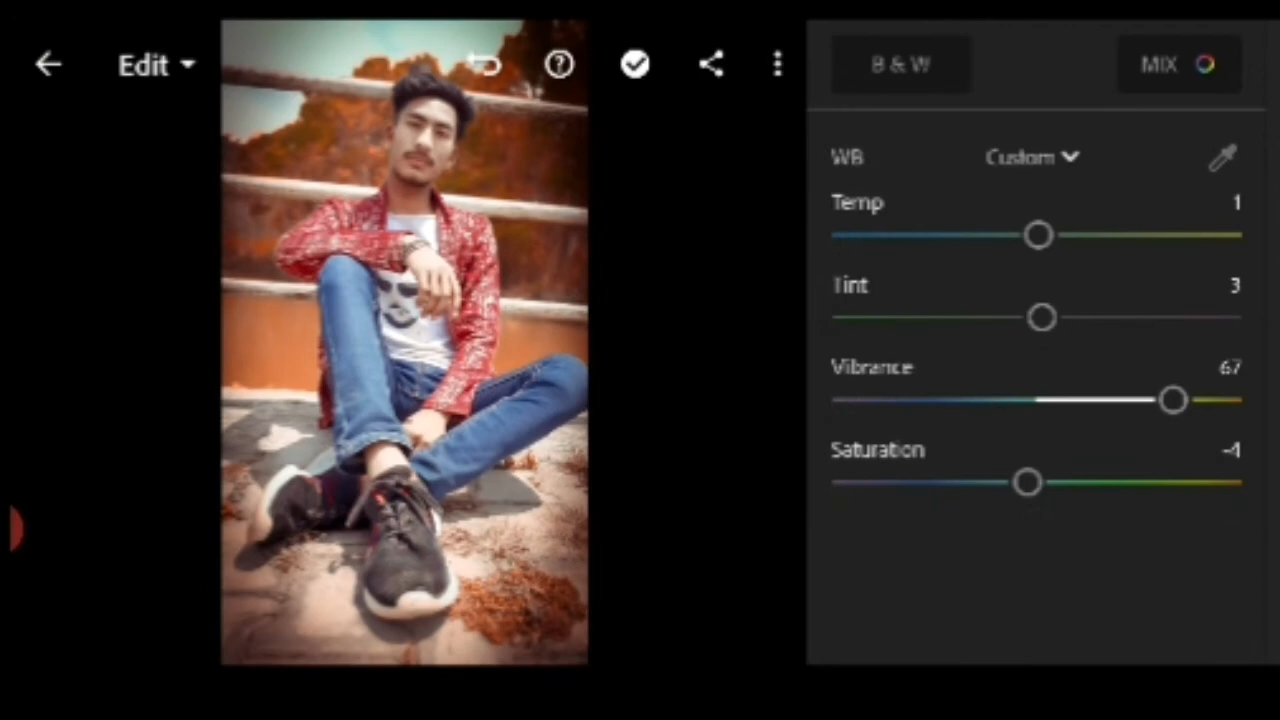 Edit
B & W
MIX
WB
Custom
Temp
1
Tint
3
Vibrance
67
Saturation
-4